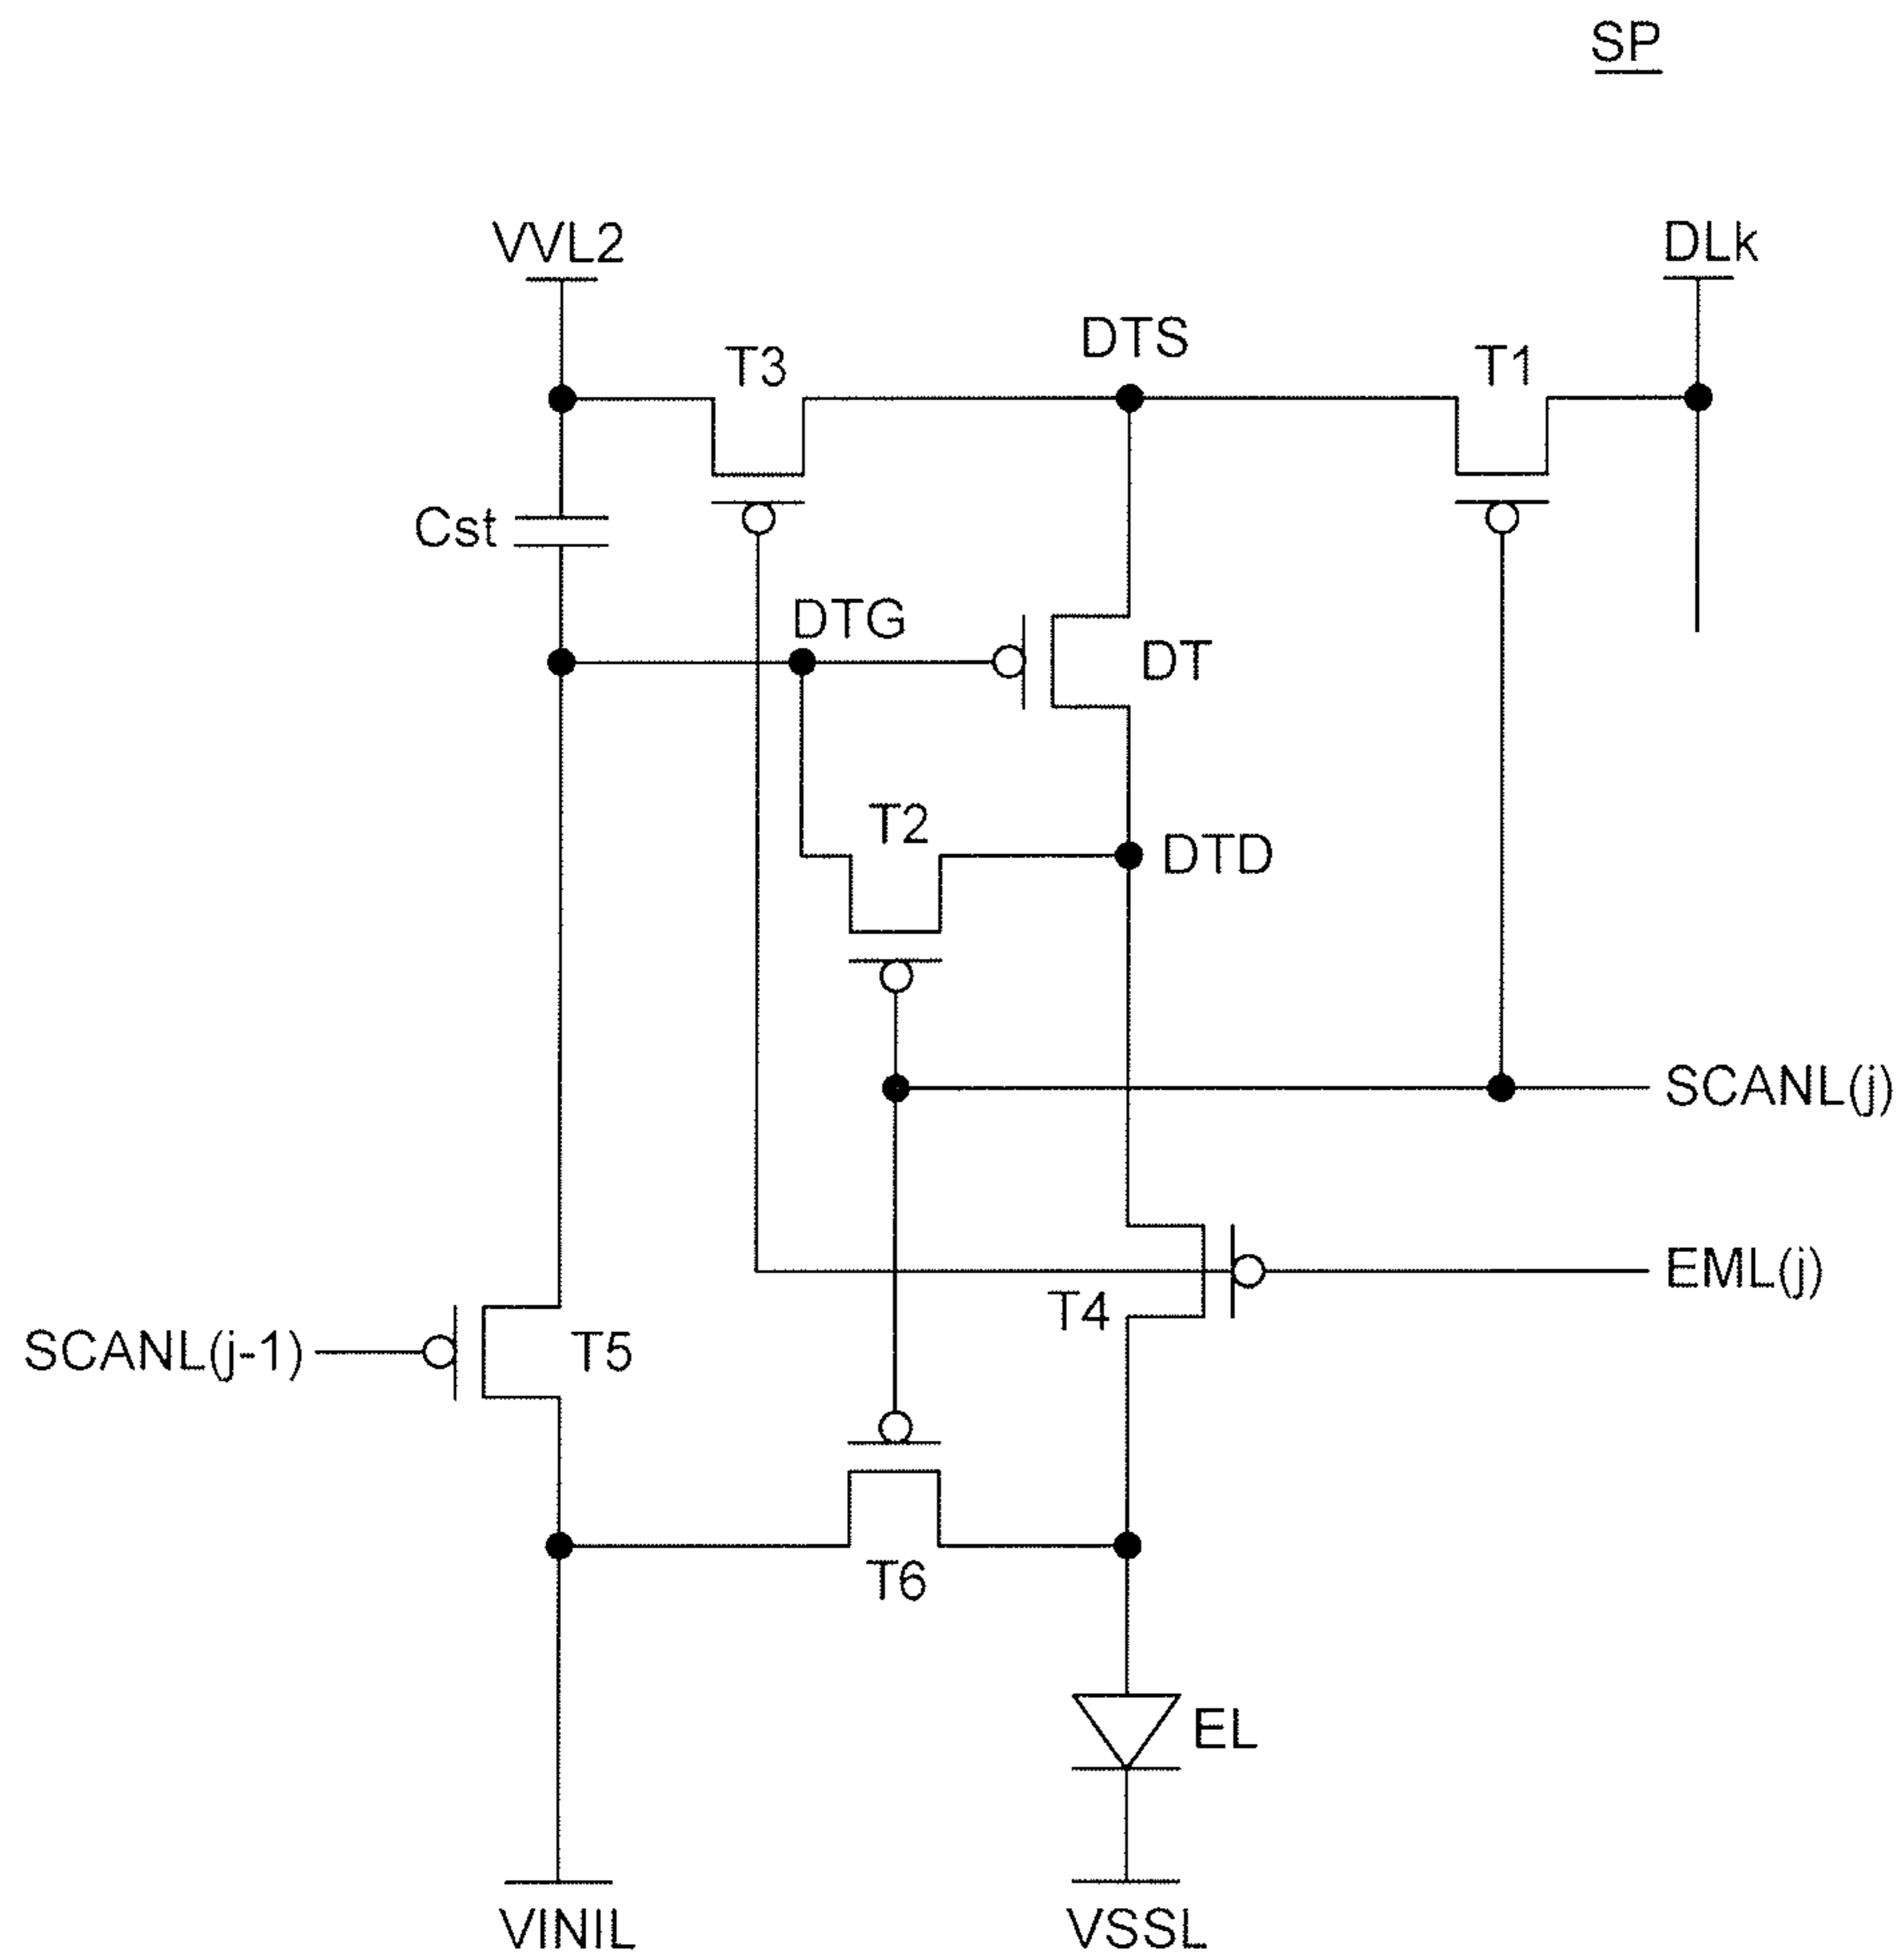 SP
VVL2
DLk
DTS
T3
T1
Cst
DTG
DT
T2
DTD
SCANL(j)
EML(j)
T4
SCANL(j-1)
T5
T6
EL
VINIL
VSSL